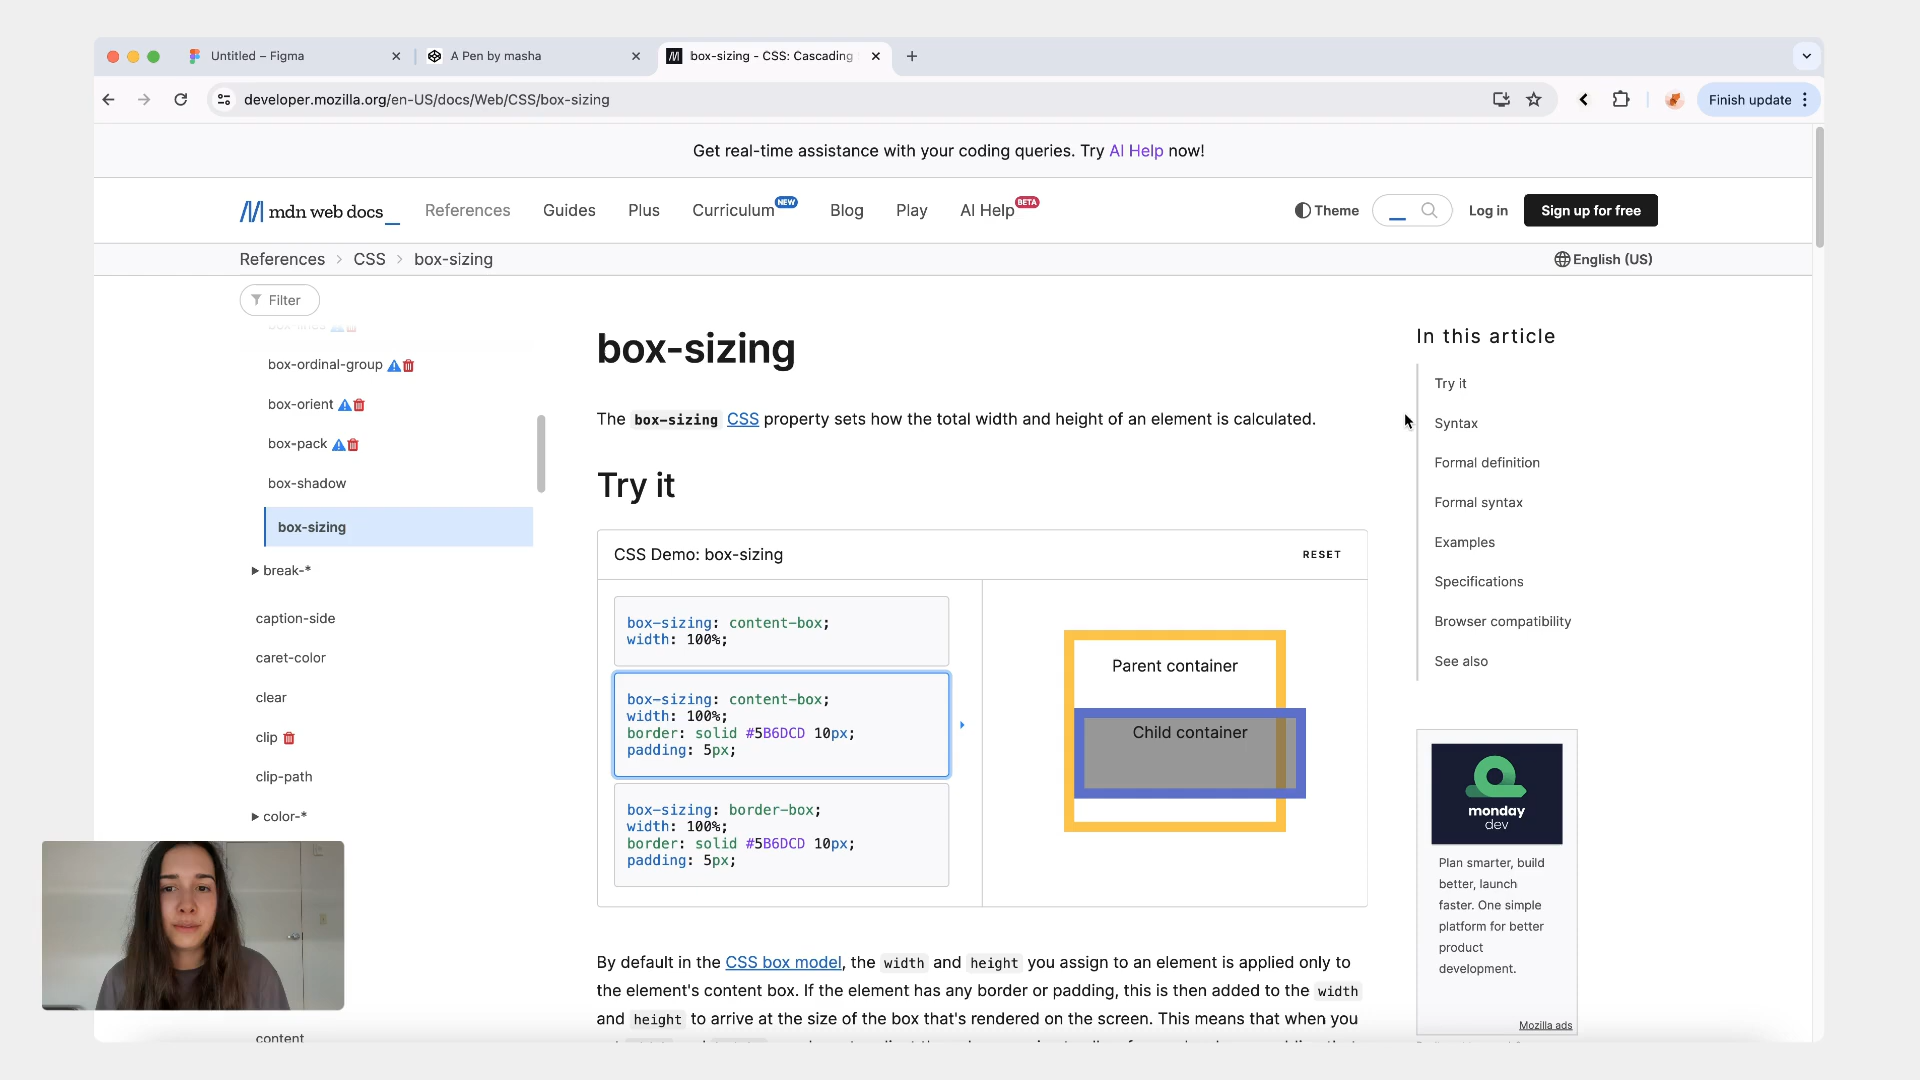 Untitled – Figma
A Pen by masha
box-sizing - CSS: Cascading
developer.mozilla.org/en-US/docs/Web/CSS/box-sizing
Finish update
Get real-time assistance with your coding queries. Try AI Help now!
mdn web docs_
References
Guides
Plus
Curriculum NEW
Blog
Play
AI Help BETA
Theme
Log in
Sign up for free
References > CSS > box-sizing
English (US)
Filter
box-lines
box-ordinal-group
box-orient
box-pack
box-shadow
box-sizing
break-*
caption-side
caret-color
clear
clip
clip-path
color-*
content
box-sizing
The box-sizing CSS property sets how the total width and height of an element is calculated.
Try it
CSS Demo: box-sizing
RESET
box-sizing: content-box;
width: 100%;
box-sizing: content-box;
width: 100%;
border: solid #5B6DCD 10px;
padding: 5px;
box-sizing: border-box;
width: 100%;
border: solid #5B6DCD 10px;
padding: 5px;
Parent container
Child container
By default in the CSS box model, the width and height you assign to an element is applied only to
the element's content box. If the element has any border or padding, this is then added to the width
and height to arrive at the size of the box that's rendered on the screen. This means that when you
In this article
Try it
Syntax
Formal definition
Formal syntax
Examples
Specifications
Browser compatibility
See also
monday
dev
Plan smarter, build
better, launch
faster. One simple
platform for better
product
development.
Mozilla ads